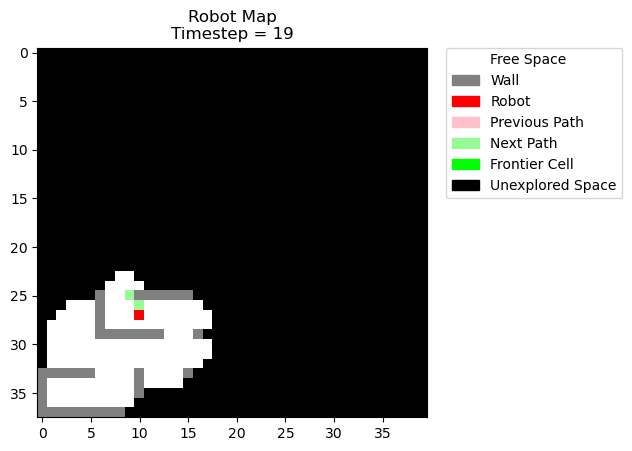 Robot Map
Timestep = 19
0
5
10
15
20
25
30
35
0
5
10
15
20
25
30
35
Free Space
Wall
Robot
Previous Path
Next Path
Frontier Cell
Unexplored Space